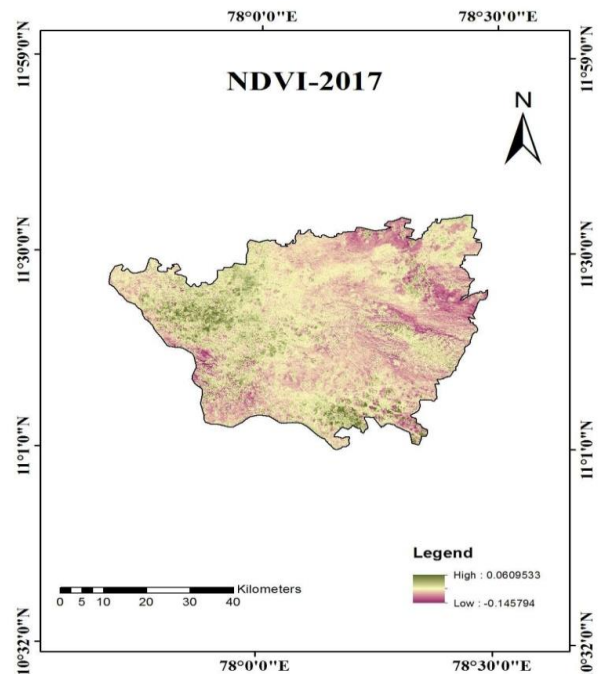 78°0'0"E 78°30'0"E
11°59'0"N
11°59'0"N
NDVI-2017
N
11°30'0"N
11°30'0"N
11°1'0"N
11°1'0"N
Legend
High : 0.0609533
Low : -0.145794
Kilometers
0 5 10 20 30 40
10°32'0"N
0°32'0"N
78°0'0"E 78°30'0"E